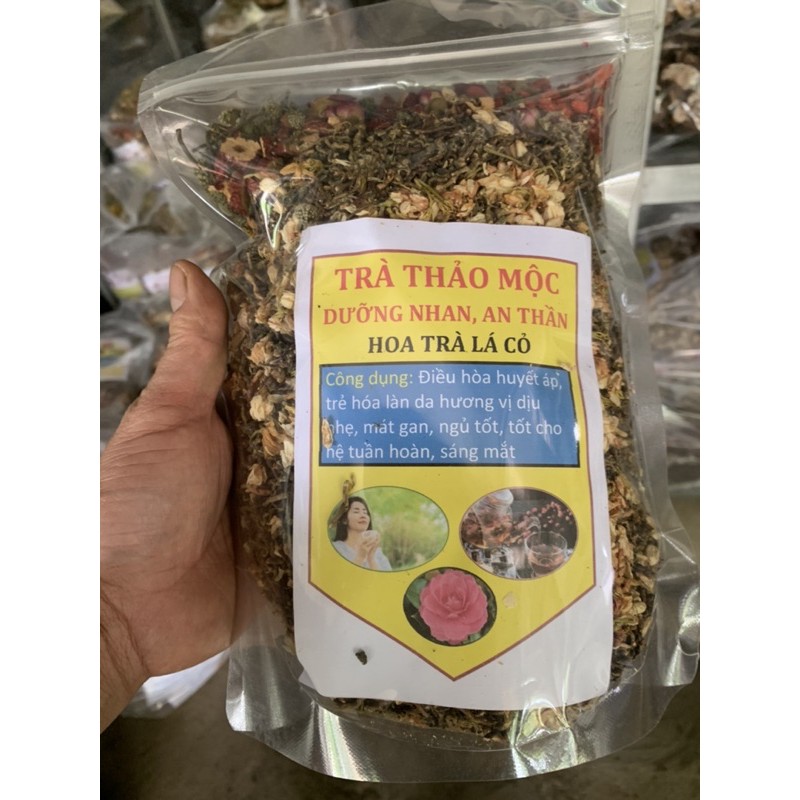 TRÀ THẢO MỘC
DƯỠNG NHAN, AN THẦN
HOA TRÀ LÁ CỎ
Công dụng: Điều hòa huyết áp,
trẻ hóa làn da hương vị dịu
nhẹ, mát gan, ngủ tốt, tốt cho
hệ tuần hoàn, sáng mắt